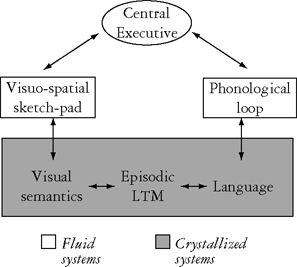 Central
Executive
Visuo-spatial
sketch-pad
Phonological
loop
Visual
semantics
Episodic
LTM
Language
Fluid
systems
Crystallized
systems